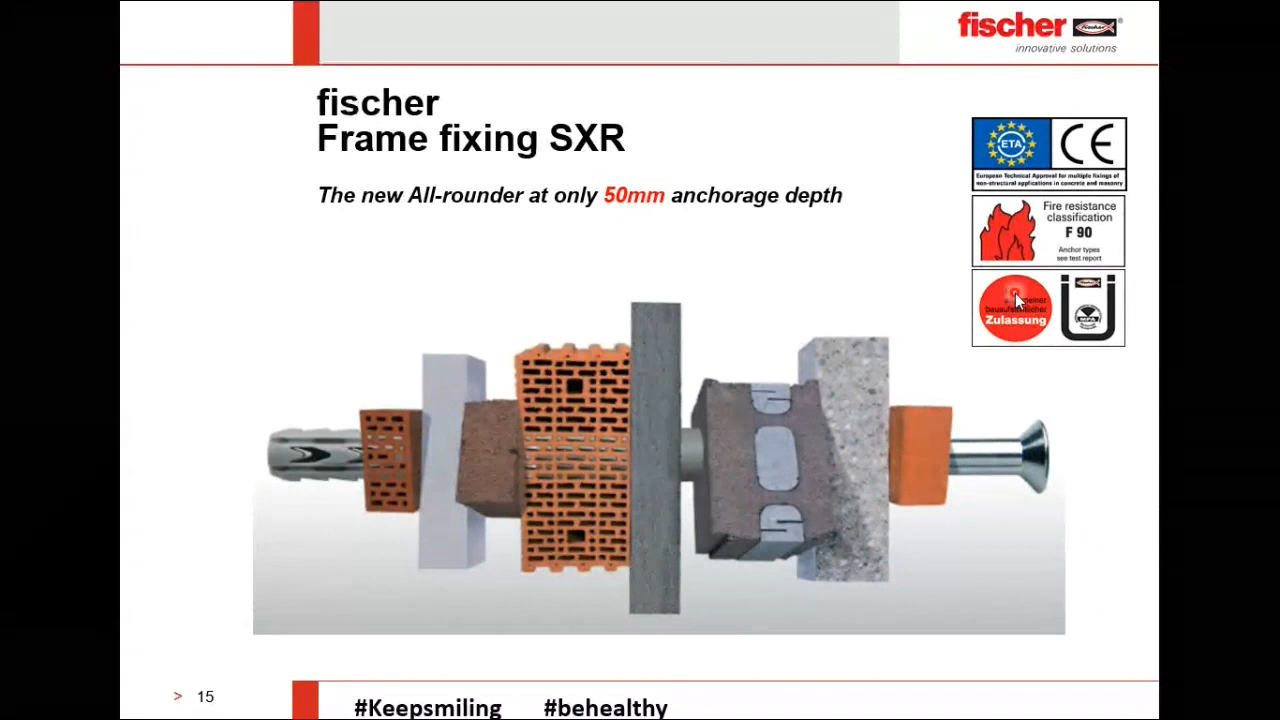 fischer
innovative solutions
fischer
Frame fixing SXR
The new All-rounder at only 50mm anchorage depth
ETA
CE
European Technical Approval for multiple fixings of
non-structural applications in concrete and masonry
Fire resistance
classification
F 90
Anchor types
see test report
bauaufsichtlicher
Zulassung
MPA
> 15
#Keepsmiling #behealthy